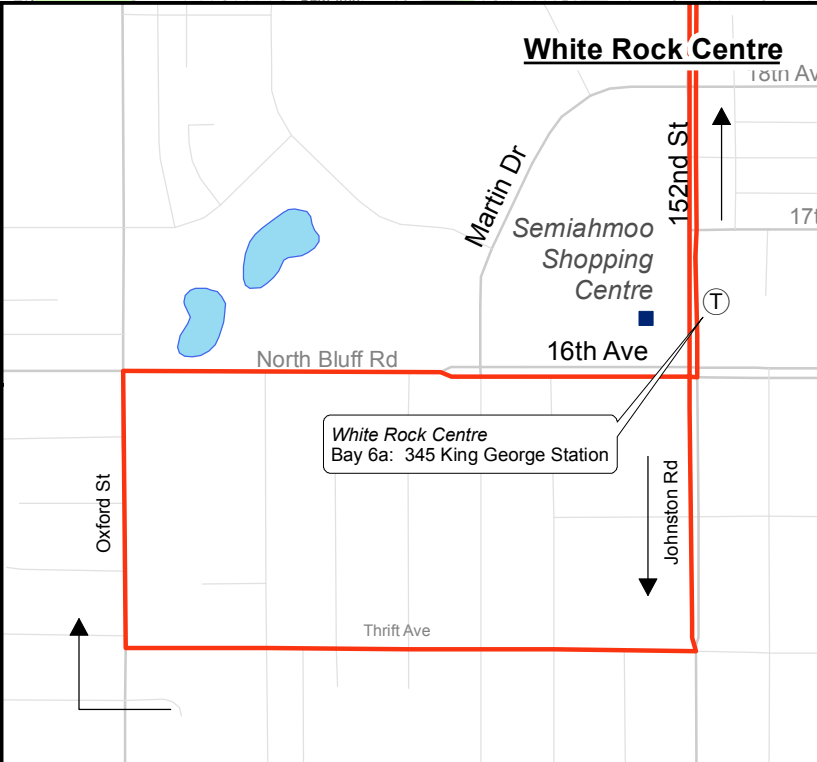 White Rock Centre
18th Av
Martin Dr
152nd St
17t
Semiahmoo
Shopping
Centre
T
North Bluff Rd
16th Ave
White Rock Centre
Bay 6a: 345 King George Station
Oxford St
Johnston Rd
Thrift Ave